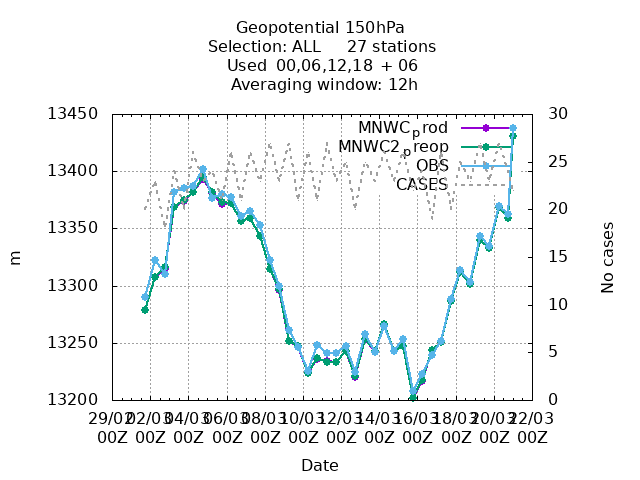 Geopotential 150hPa
Selection: ALL 27 stations
Used 00,06,12,18 + 06
Averaging window: 12h
13450
13400
13350
13300
13250
13200
30
25
20
15
10
5
0
m
No cases
MNWCprod
MNWC2preop
OBS
CASES
29/02 02/03 04/03 06/03 08/03 10/03 12/03 14/03 16/03 18/03 20/03 22/03
00Z 00Z 00Z 00Z 00Z 00Z 00Z 00Z 00Z 00Z 00Z 00Z
Date